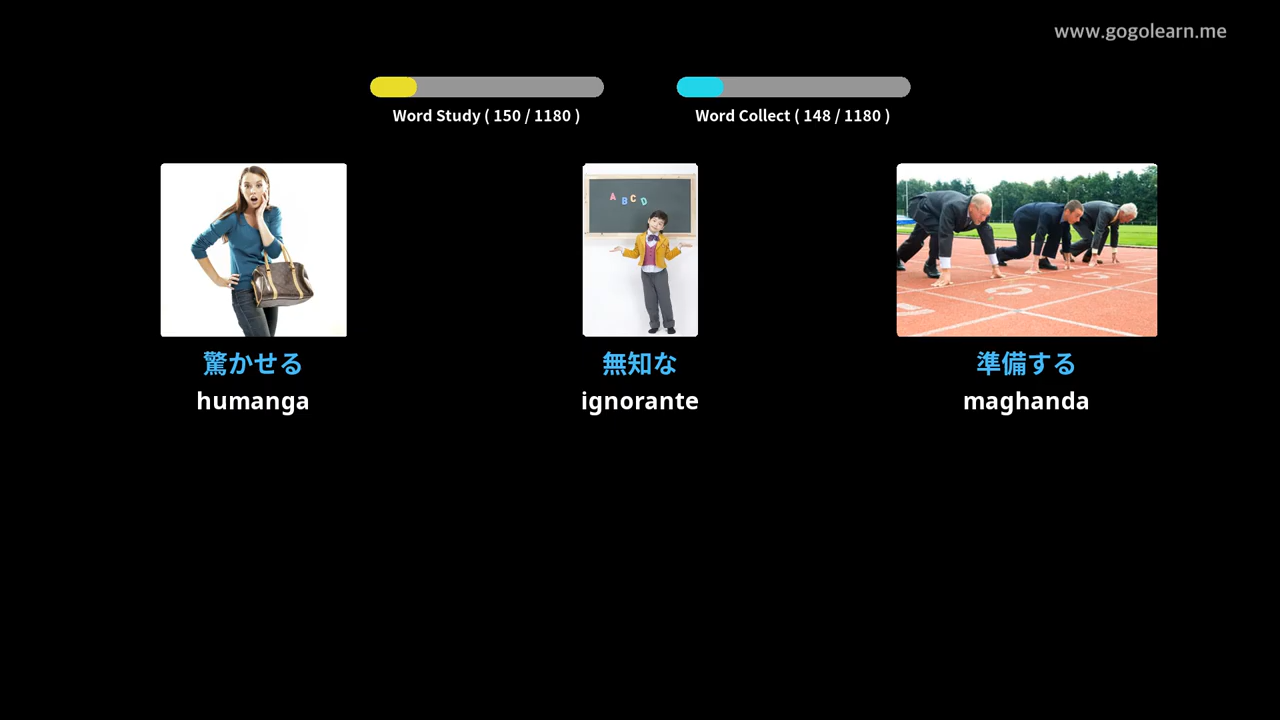 www.gogolearn.me
Word Study ( 150 / 1180 )
Word Collect ( 148 / 1180 )
A B C D
驚かせる
humanga
無知な
ignorante
準備する
maghanda